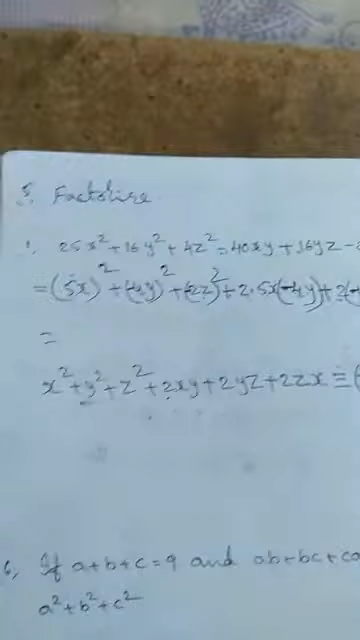 5. Factorise
1. 25x² + 16y² + 4z² - 40xy + 16yz -
= (5x)² + (-4y)² + (-2z)² + 2·5x(-4y) + 2(-
=
x² + y² + z² + 2xy + 2yz + 2zx ≡ (
6, If a+b+c = 9 and ab+bc+ca
a² + b² + c²